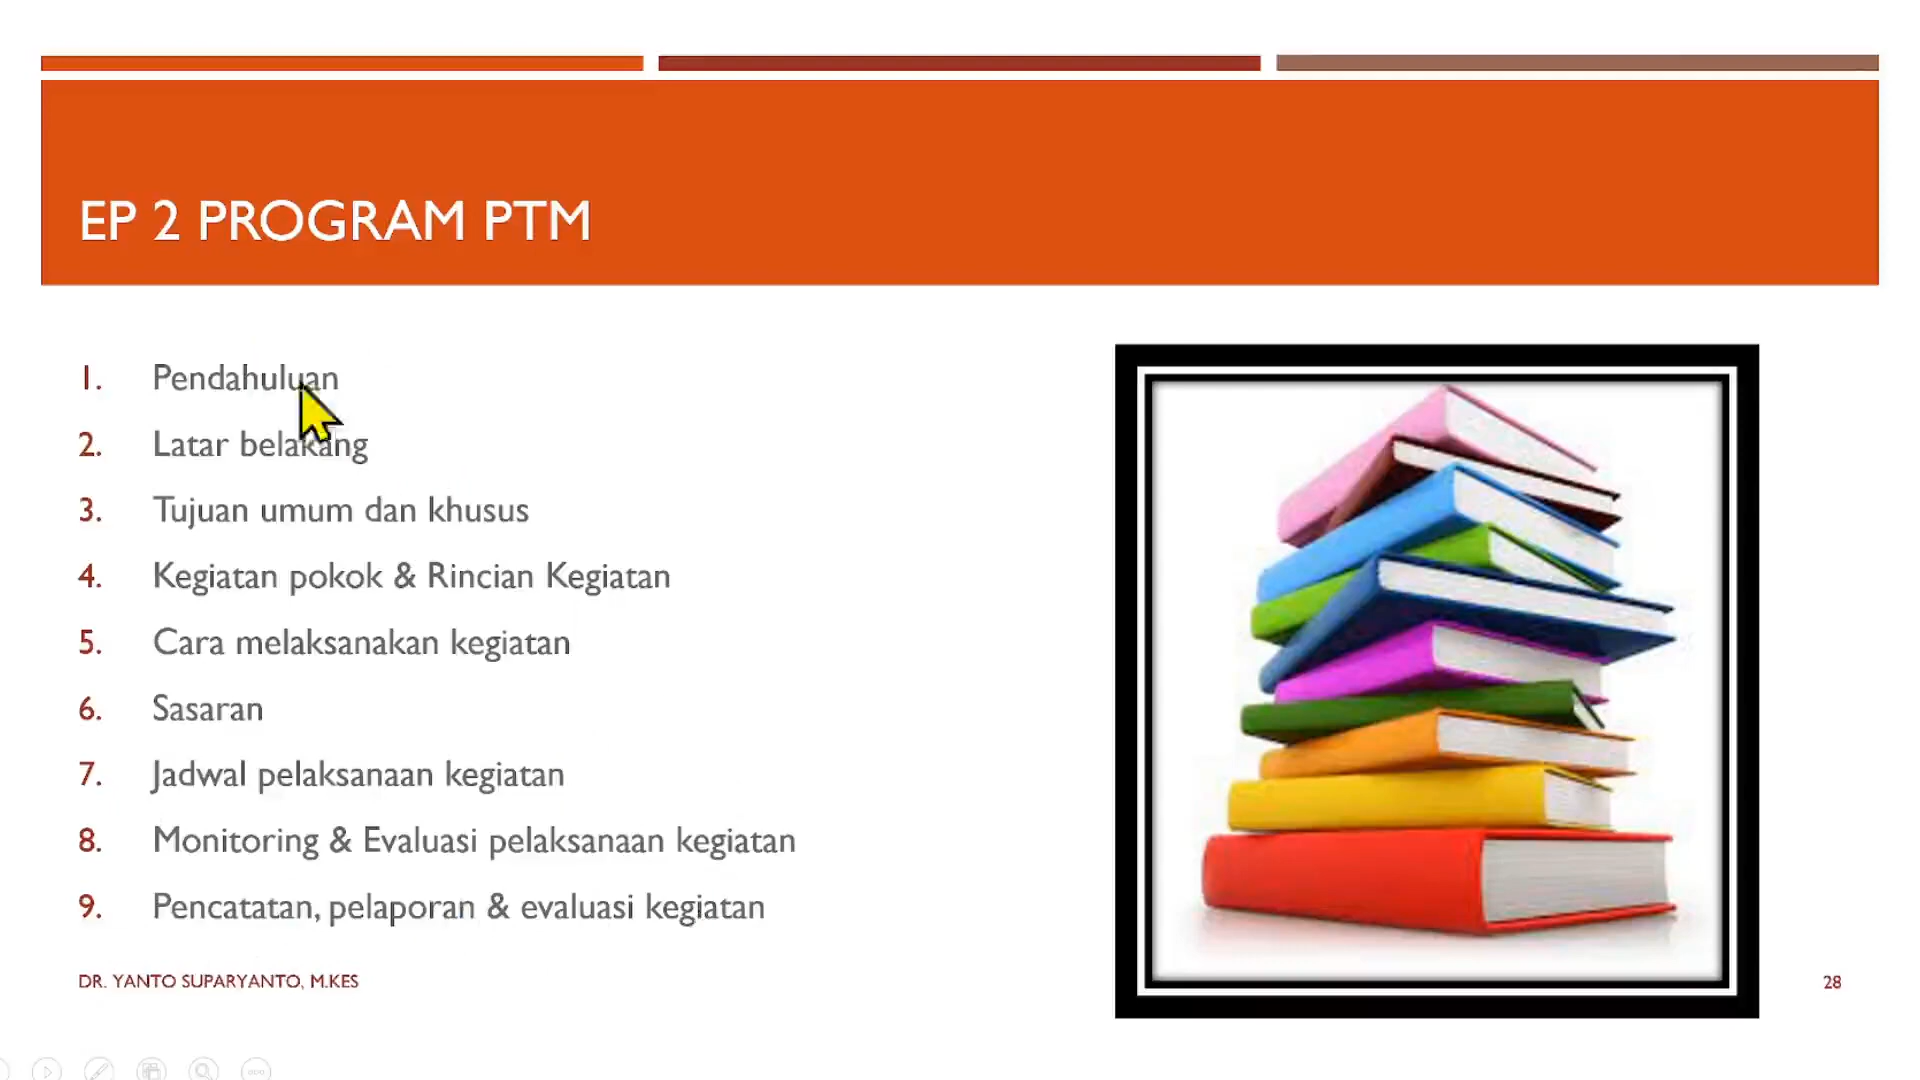 EP 2 PROGRAM PTM
1. Pendahuluan
2. Latar belakang
3. Tujuan umum dan khusus
4. Kegiatan pokok & Rincian Kegiatan
5. Cara melaksanakan kegiatan
6. Sasaran
7. Jadwal pelaksanaan kegiatan
8. Monitoring & Evaluasi pelaksanaan kegiatan
9. Pencatatan, pelaporan & evaluasi kegiatan
DR. YANTO SUPARYANTO, M.KES
28